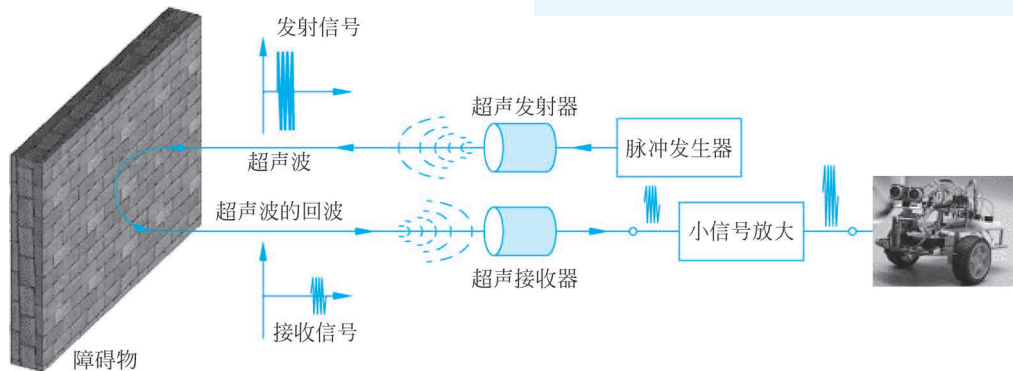 发射信号
超声发射器
脉冲发生器
超声波
超声波的回波
小信号放大
超声接收器
接收信号
障碍物